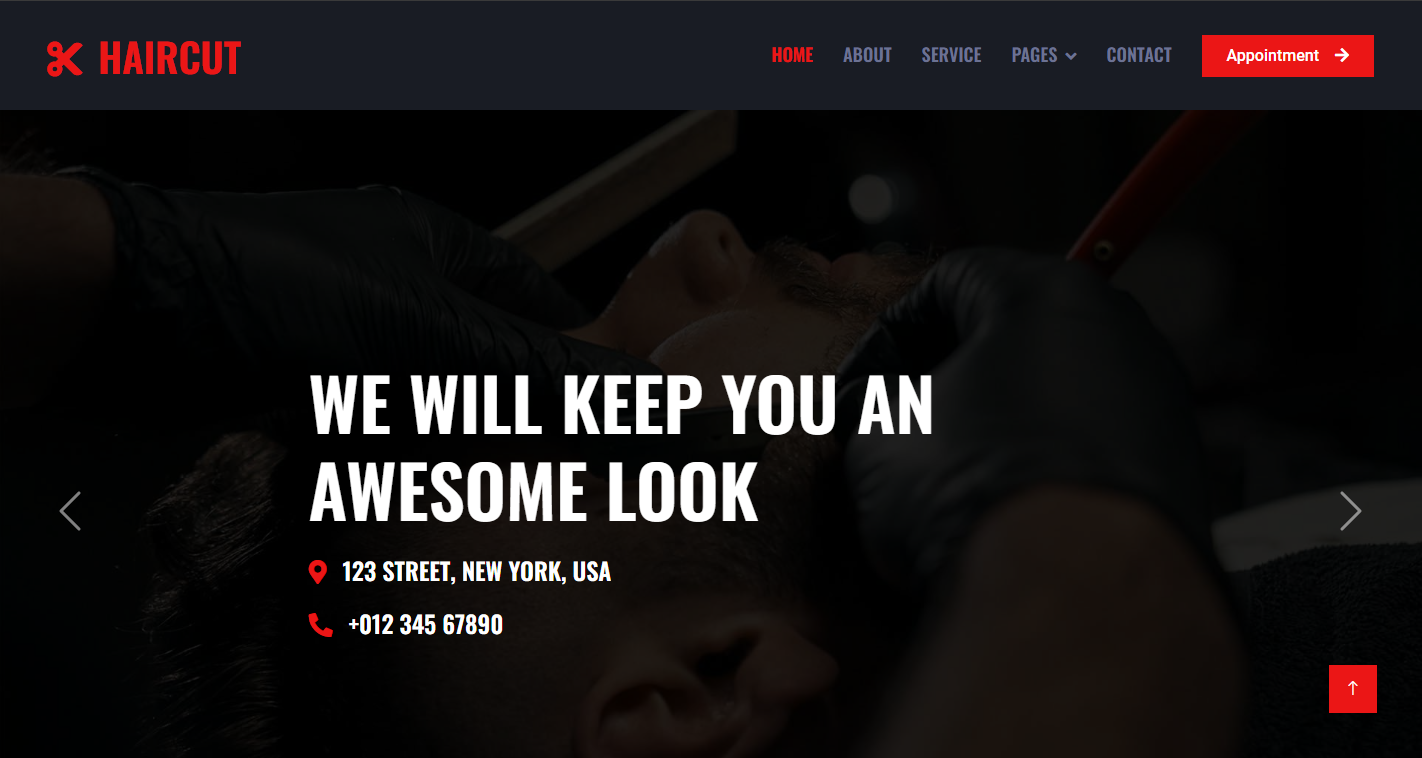 HAIRCUT
HOME ABOUT SERVICE PAGES CONTACT Appointment
WE WILL KEEP YOU AN
AWESOME LOOK
123 STREET, NEW YORK, USA
+012 345 67890